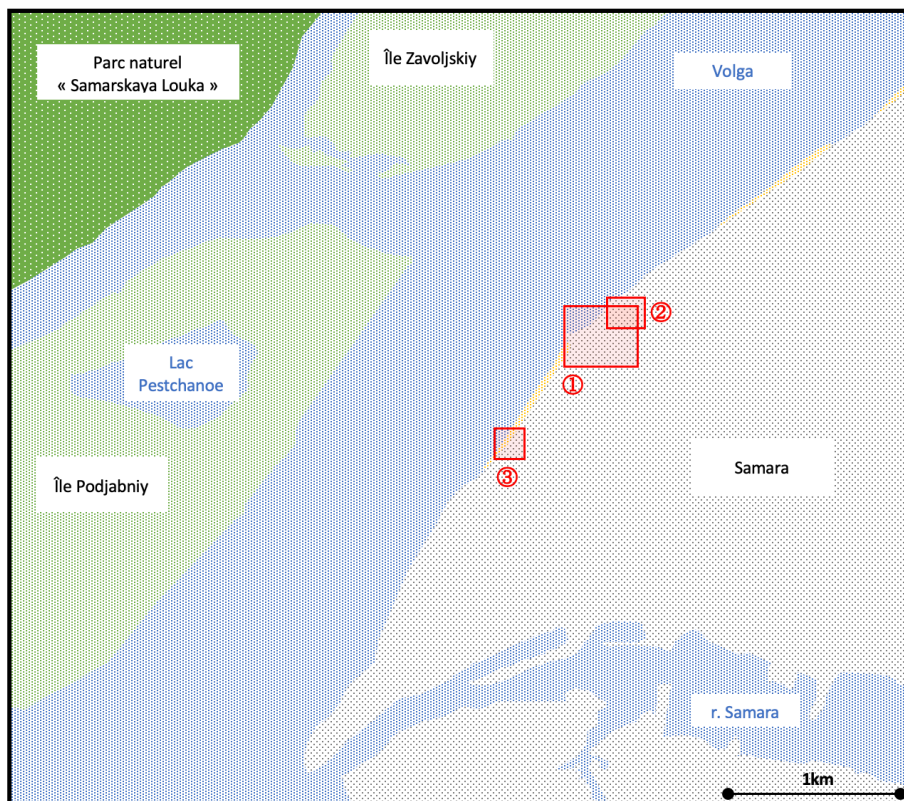 Parc naturel
« Samarskaya Louka »
Île Zavoljskiy
Volga
②
①
Lac
Pestchanoe
③
Île Podjabniy
Samara
r. Samara
1km